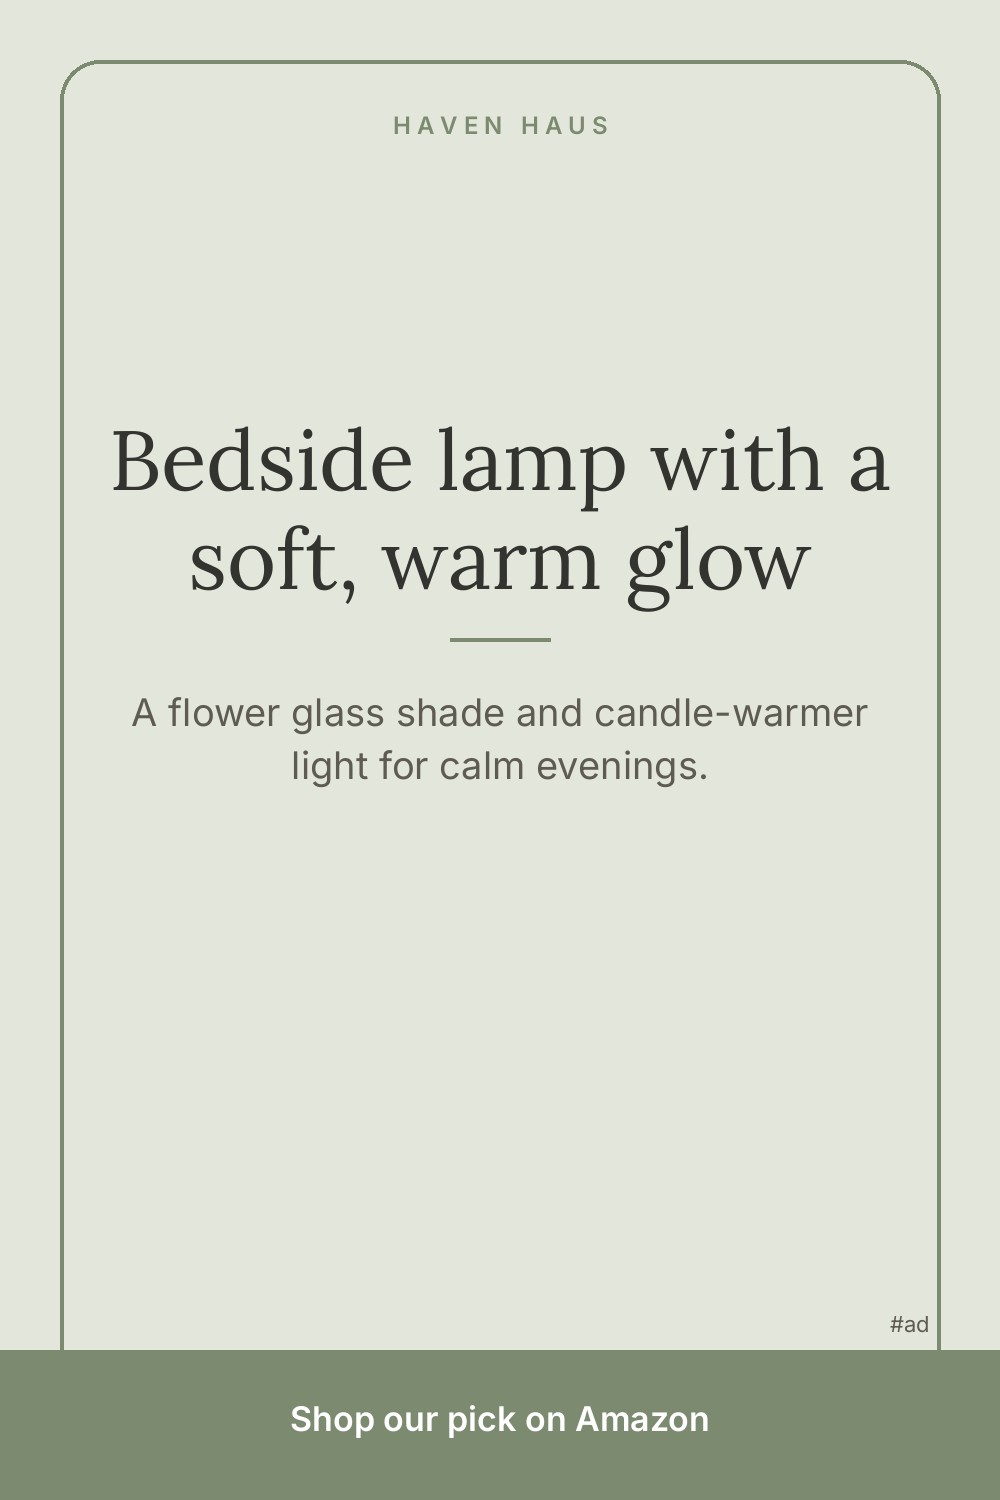 HAVEN HAUS
Bedside lamp with a
soft, warm glow
A flower glass shade and candle-warmer
light for calm evenings.
#ad
Shop our pick on Amazon